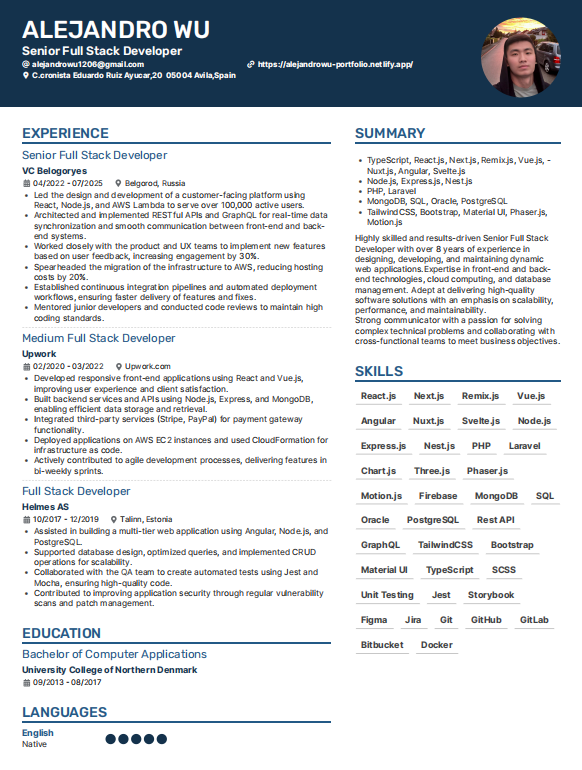 ALEJANDRO WU
Senior Full Stack Developer
alejandrowu1206@gmail.com
https://alejandrowu-portfolio.netlify.app/
C.cronista Eduardo Ruiz Ayucar,20 05004 Avila,Spain
EXPERIENCE
Senior Full Stack Developer
VC Belogoryes
04/2022 - 07/2025
Belgorod, Russia
• Led the design and development of a customer-facing platform using
React, Node.js, and AWS Lambda to serve over 100,000 active users.
• Architected and implemented RESTful APIs and GraphQL for real-time data
synchronization and smooth communication between front-end and back-
end systems.
• Worked closely with the product and UX teams to implement new features
based on user feedback, increasing engagement by 30%.
• Spearheaded the migration of the infrastructure to AWS, reducing hosting
costs by 20%.
• Established continuous integration pipelines and automated deployment
workflows, ensuring faster delivery of features and fixes.
• Mentored junior developers and conducted code reviews to maintain high
coding standards.
Medium Full Stack Developer
Upwork
02/2020 - 03/2022
Upwork.com
• Developed responsive front-end applications using React and Vue.js,
improving user experience and client satisfaction.
• Built backend services and APIs using Node.js, Express, and MongoDB,
enabling efficient data storage and retrieval.
• Integrated third-party services (Stripe, PayPal) for payment gateway
functionality.
• Deployed applications on AWS EC2 instances and used CloudFormation for
infrastructure as code.
• Actively contributed to agile development processes, delivering features in
bi-weekly sprints.
Full Stack Developer
Helmes AS
10/2017 - 12/2019
Talinn, Estonia
• Assisted in building a multi-tier web application using Angular, Node.js, and
PostgreSQL.
• Supported database design, optimized queries, and implemented CRUD
operations for scalability.
• Collaborated with the QA team to create automated tests using Jest and
Mocha, ensuring high-quality code.
• Contributed to improving application security through regular vulnerability
scans and patch management.
EDUCATION
Bachelor of Computer Applications
University College of Northern Denmark
09/2013 - 08/2017
LANGUAGES
English
Native
SUMMARY
• TypeScript, React.js, Next.js, Remix.js, Vue.js, -
Nuxt.js, Angular, Svelte.js
• Node.js, Express.js, Nest.js
• PHP, Laravel
• MongoDB, SQL, Oracle, PostgreSQL
• TailwindCSS, Bootstrap, Material UI, Phaser.js,
Motion.js
Highly skilled and results-driven Senior Full Stack
Developer with over 8 years of experience in
designing, developing, and maintaining dynamic
web applications.Expertise in front-end and back-
end technologies, cloud computing, and database
management. Adept at delivering high-quality
software solutions with an emphasis on scalability,
performance, and maintainability.
Strong communicator with a passion for solving
complex technical problems and collaborating with
cross-functional teams to meet business objectives.
SKILLS
React.js Next.js Remix.js Vue.js
Angular Nuxt.js Svelte.js Node.js
Express.js Nest.js PHP Laravel
Chart.js Three.js Phaser.js
Motion.js Firebase MongoDB SQL
Oracle PostgreSQL Rest API
GraphQL TailwindCSS Bootstrap
Material UI TypeScript SCSS
Unit Testing Jest Storybook
Figma Jira Git GitHub GitLab
Bitbucket Docker